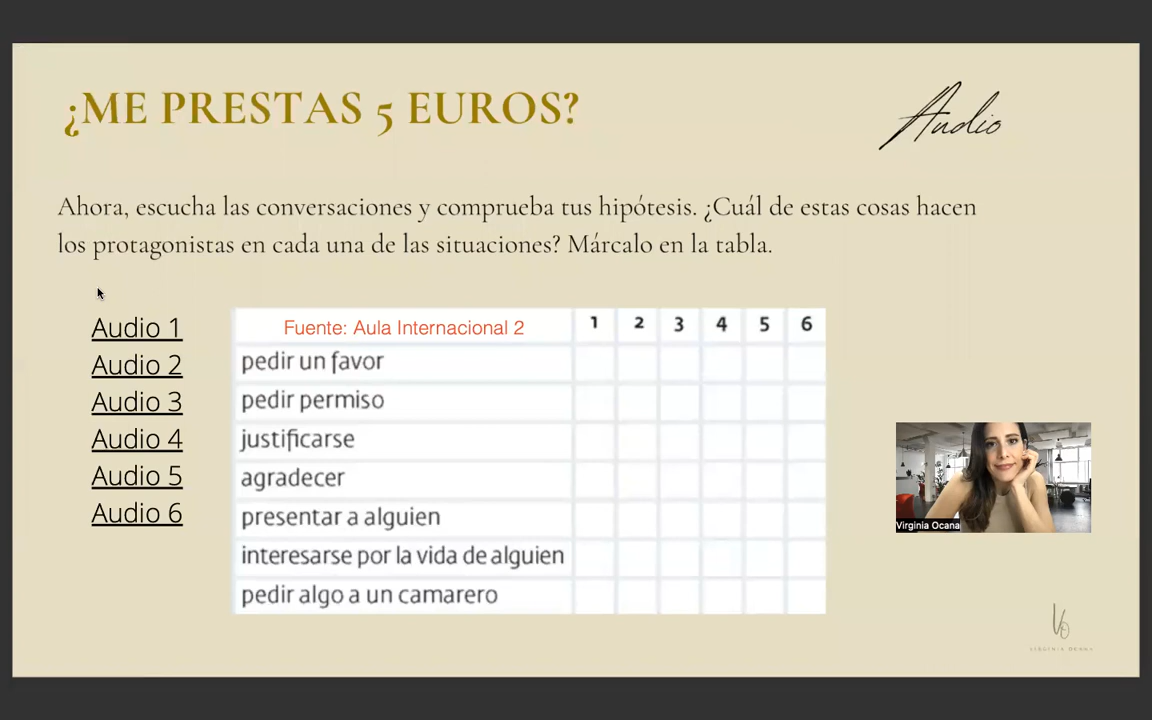 ¿ME PRESTAS 5 EUROS?
Audio
Ahora, escucha las conversaciones y comprueba tus hipótesis. ¿Cuál de estas cosas hacen
los protagonistas en cada una de las situaciones? Márcalo en la tabla.
Audio 1
Audio 2
Audio 3
Audio 4
Audio 5
Audio 6
Fuente: Aula Internacional 2 1 2 3 4 5 6
pedir un favor
pedir permiso
justificarse
agradecer
presentar a alguien
interesarse por la vida de alguien
pedir algo a un camarero
Virginia Ocana
VO
VIRGINIA OCANA